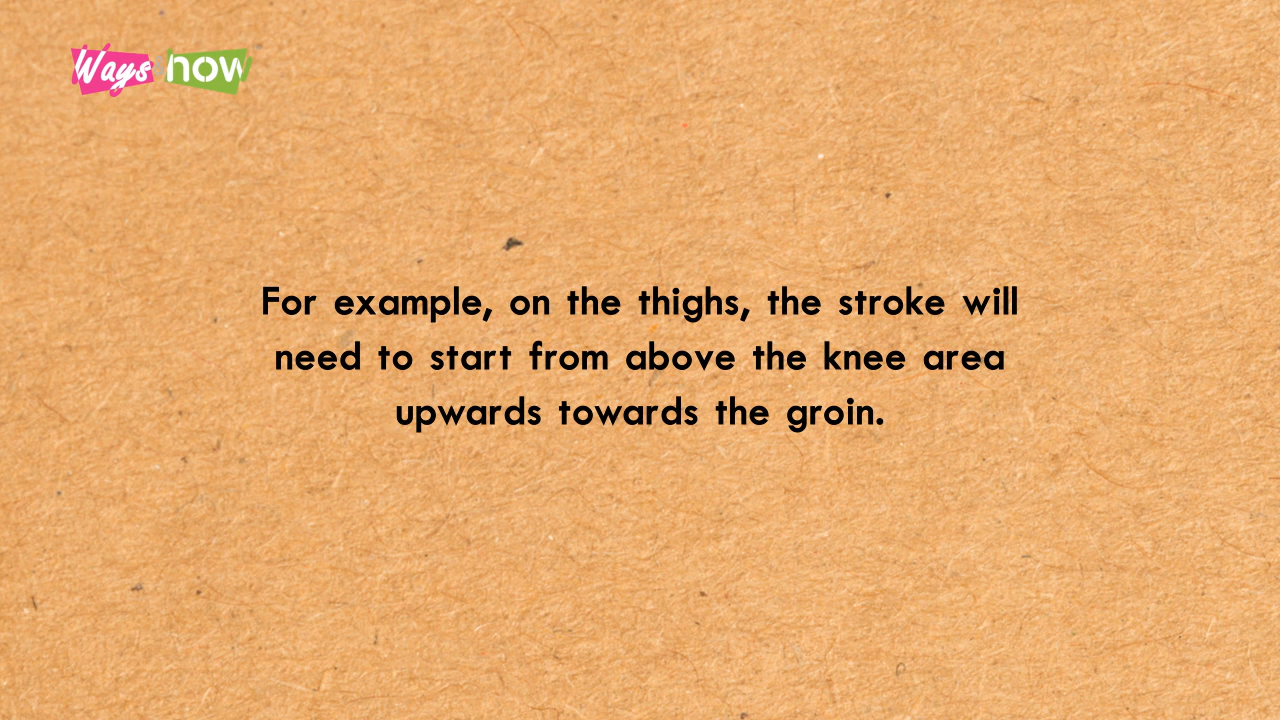 Ways now
For example, on the thighs, the stroke will
need to start from above the knee area
upwards towards the groin.